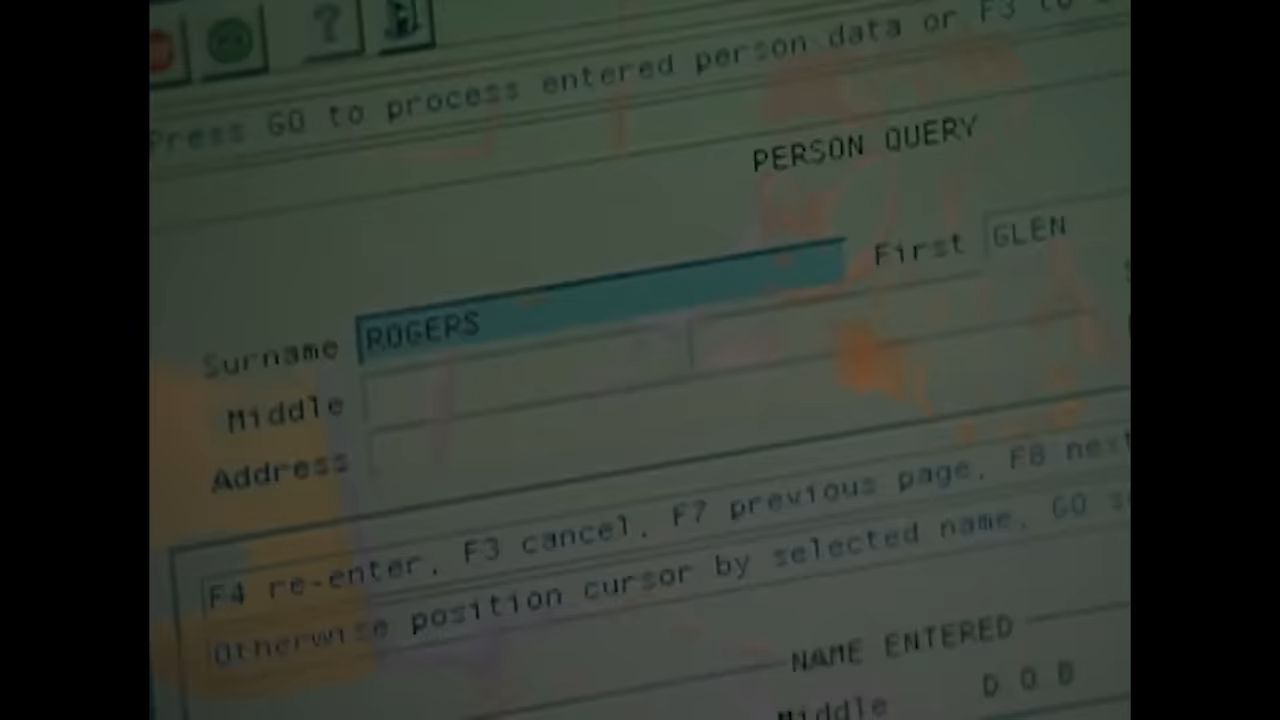 ?
Press GO to process entered person data or F3 to
PERSON QUERY
Surname ROGERS First GLEN
Middle
Address
F4 re-enter, F3 cancel, F7 previous page, F8 next
Otherwise position cursor by selected name, GO
NAME ENTERED
Middle D O B